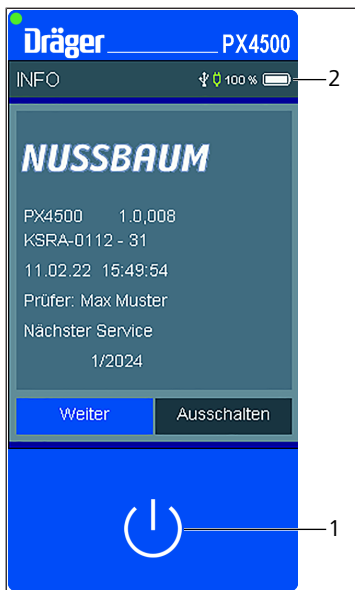 Dräger PX4500
INFO 100 % 2
NUSSBAUM
PX4500 1.0,008
KSRA-0112 - 31
11.02.22 15:49:54
Prüfer: Max Muster
Nächster Service
1/2024
Weiter Ausschalten
1